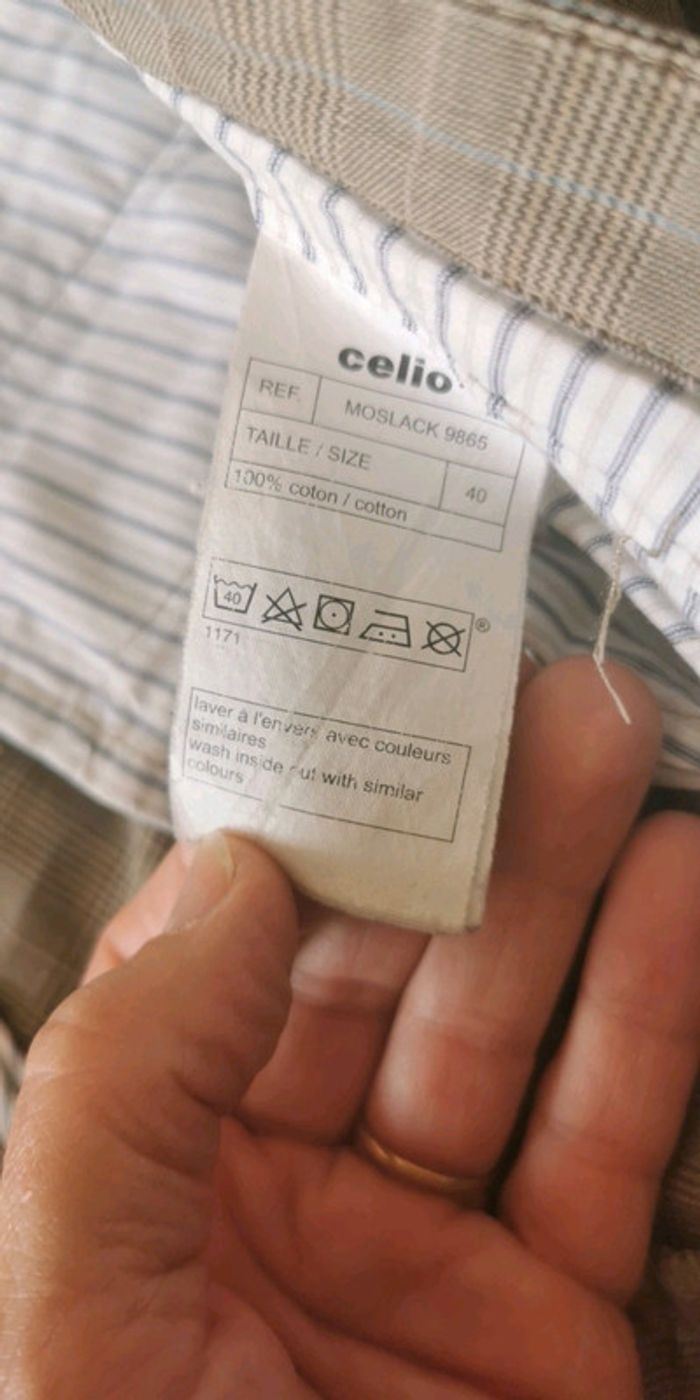 celio
REF. MOSLACK 9865
TAILLE / SIZE 40
100% coton / cotton
40
®
1171
laver à l'envers avec couleurs
similaires
wash inside out with similar
colours